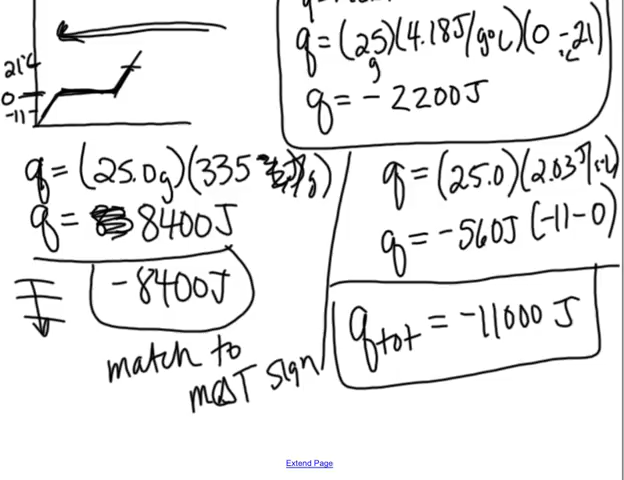 21°C
0
-11
q = (25)(4.18J/g°C)(0 - 21)
g
°C
q = - 2200J
q = (25.0g)(335 J/g)
q = 8400J
-8400J
match to
mcΔT sign
q = (25.0)(2.03J/
q = -560J (-11-0)
qtot = -11000 J
Extend Page